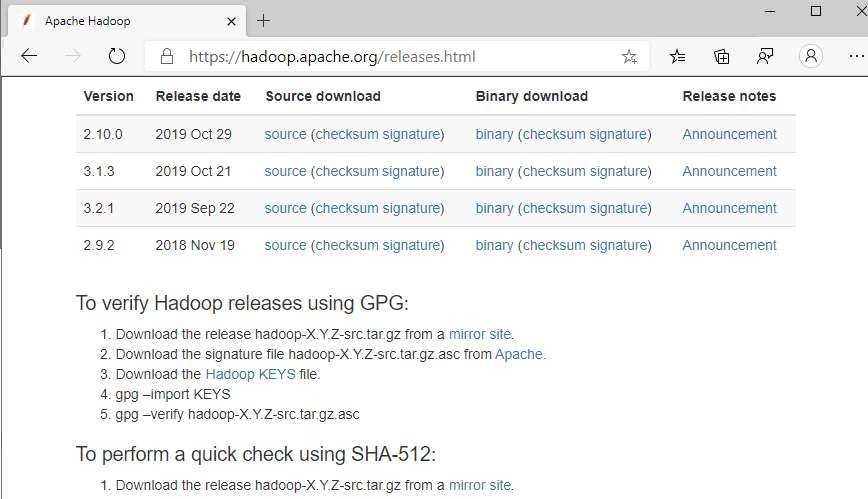 Apache Hadoop
https://hadoop.apache.org/releases.html
Version Release date Source download Binary download Release notes
2.10.0 2019 Oct 29 source (checksum signature) binary (checksum signature) Announcement
3.1.3 2019 Oct 21 source (checksum signature) binary (checksum signature) Announcement
3.2.1 2019 Sep 22 source (checksum signature) binary (checksum signature) Announcement
2.9.2 2018 Nov 19 source (checksum signature) binary (checksum signature) Announcement
To verify Hadoop releases using GPG:
1. Download the release hadoop-X.Y.Z-src.tar.gz from a mirror site.
2. Download the signature file hadoop-X.Y.Z-src.tar.gz.asc from Apache.
3. Download the Hadoop KEYS file.
4. gpg –import KEYS
5. gpg –verify hadoop-X.Y.Z-src.tar.gz.asc
To perform a quick check using SHA-512:
1. Download the release hadoop-X.Y.Z-src.tar.gz from a mirror site.